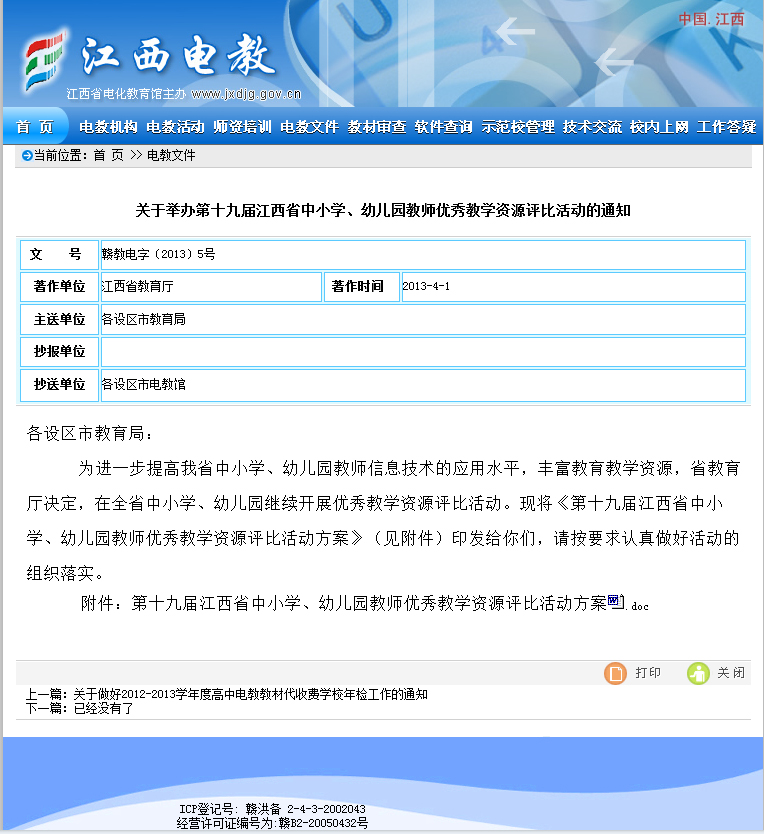 中国. 江西
江西电教
江西省电化教育馆主办 www.jxdjg.gov.cn
首 页 电教机构 电教活动 师资培训 电教文件 教材审查 软件查询 示范校管理 技术交流 校内上网 工作答疑
当前位置：首 页 >> 电教文件
关于举办第十九届江西省中小学、幼儿园教师优秀教学资源评比活动的通知
文 号 赣教电字（2013）5号
著作单位 江西省教育厅 著作时间 2013-4-1
主送单位 各设区市教育局
抄报单位
抄送单位 各设区市电教馆
各设区市教育局：
为进一步提高我省中小学、幼儿园教师信息技术的应用水平，丰富教育教学资源，省教育
厅决定，在全省中小学、幼儿园继续开展优秀教学资源评比活动。现将《第十九届江西省中小
学、幼儿园教师优秀教学资源评比活动方案》（见附件）印发给你们，请按要求认真做好活动的
组织落实。
附件：第十九届江西省中小学、幼儿园教师优秀教学资源评比活动方案.doc
打印 关闭
上一篇：关于做好2012-2013学年度高中电教教材代收费学校年检工作的通知
下一篇：已经没有了
ICP登记号: 赣洪备 2-4-3-2002043
经营许可证编号为:赣B2-20050432号